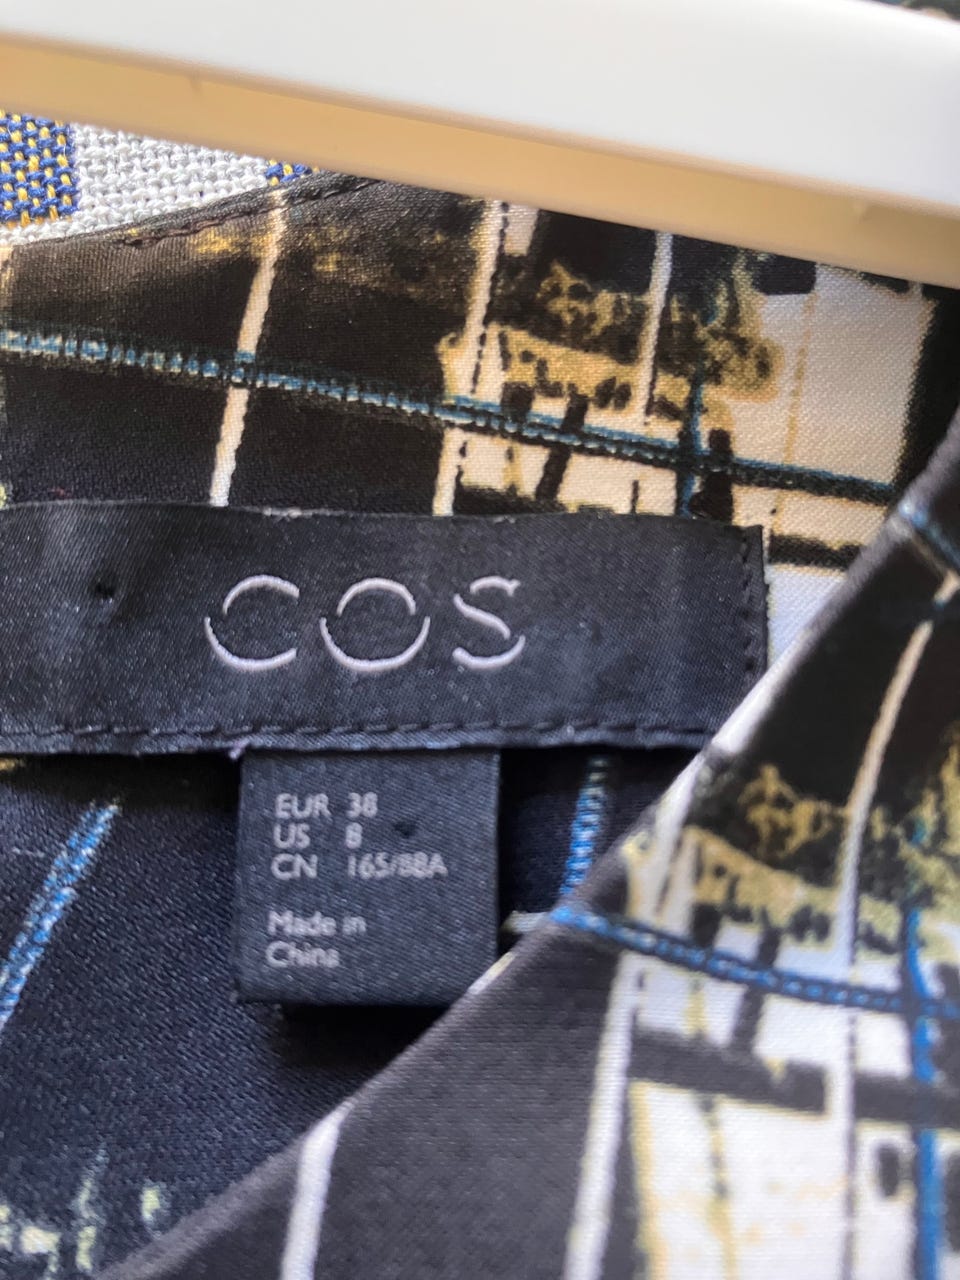 COS
EUR 38
US 8
CN 165/88A
Made in
China